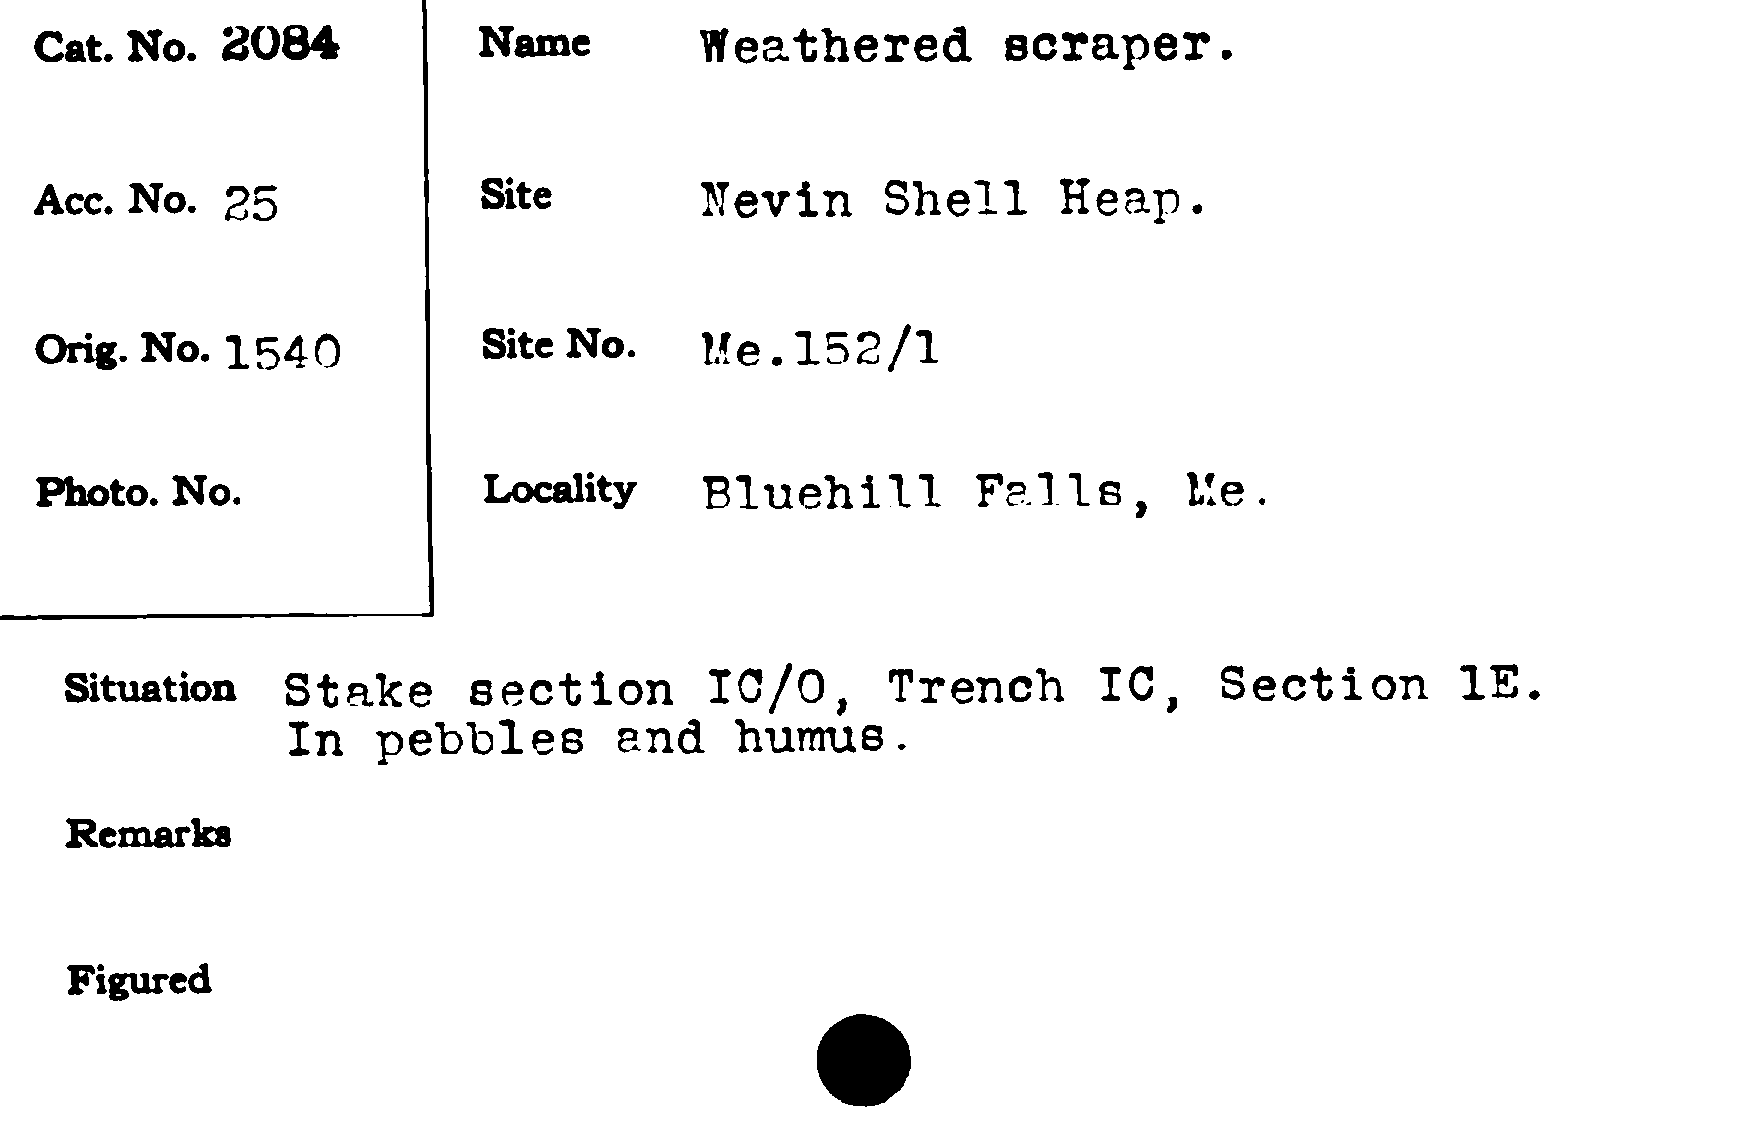 Cat. No. 2084
Name Weathered scraper.
Acc. No. 25
Site Nevin Shell Heap.
Orig. No. 1540
Site No. Me.152/1
Photo. No.
Locality Bluehill Falls, Me.
Situation Stake section IC/0, Trench IC, Section 1E.
In pebbles and humus.
Remarks
Figured